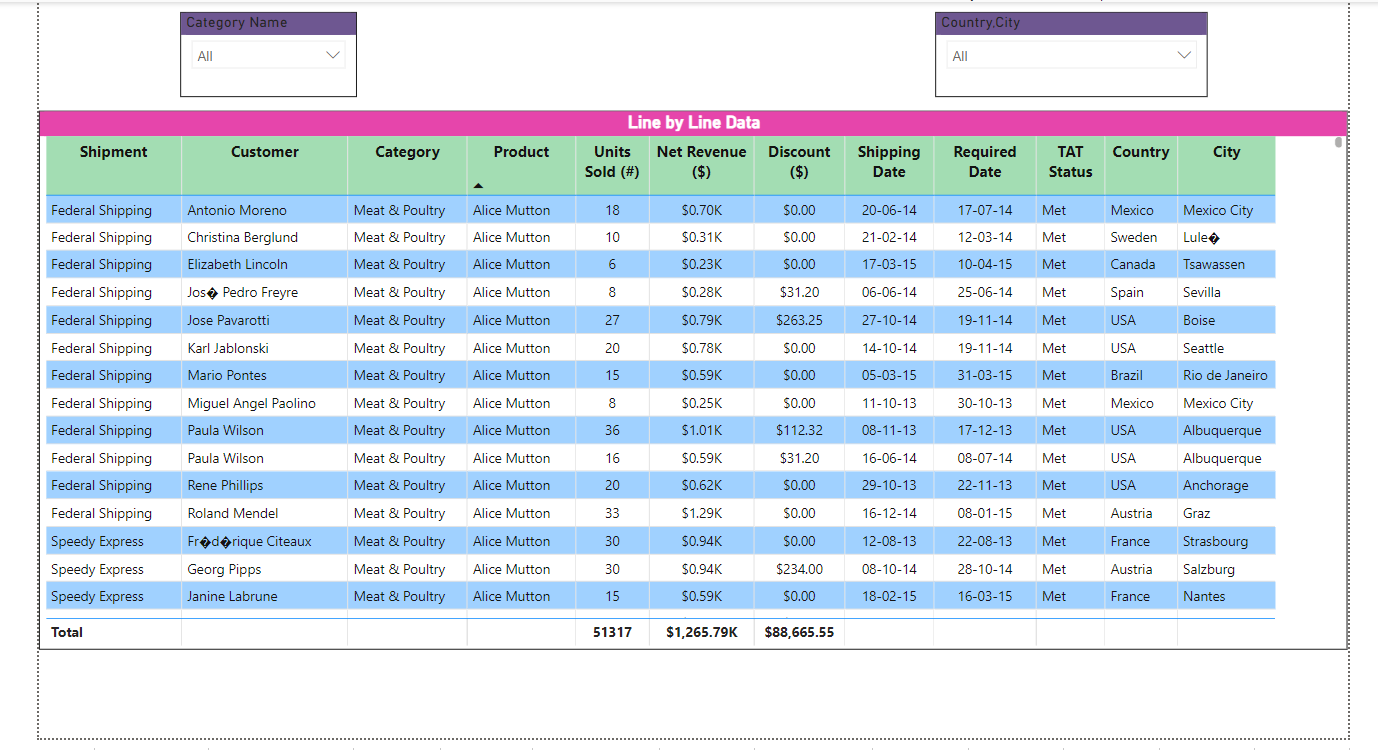 Category Name
All
Country,City
All
Line by Line Data
Shipment Customer Category Product Units Sold (#) Net Revenue ($) Discount ($) Shipping Date Required Date TAT Status Country City
Federal Shipping Antonio Moreno Meat & Poultry Alice Mutton 18 $0.70K $0.00 20-06-14 17-07-14 Met Mexico Mexico City
Federal Shipping Christina Berglund Meat & Poultry Alice Mutton 10 $0.31K $0.00 21-02-14 12-03-14 Met Sweden Lule�
Federal Shipping Elizabeth Lincoln Meat & Poultry Alice Mutton 6 $0.23K $0.00 17-03-15 10-04-15 Met Canada Tsawassen
Federal Shipping Jos� Pedro Freyre Meat & Poultry Alice Mutton 8 $0.28K $31.20 06-06-14 25-06-14 Met Spain Sevilla
Federal Shipping Jose Pavarotti Meat & Poultry Alice Mutton 27 $0.79K $263.25 27-10-14 19-11-14 Met USA Boise
Federal Shipping Karl Jablonski Meat & Poultry Alice Mutton 20 $0.78K $0.00 14-10-14 19-11-14 Met USA Seattle
Federal Shipping Mario Pontes Meat & Poultry Alice Mutton 15 $0.59K $0.00 05-03-15 31-03-15 Met Brazil Rio de Janeiro
Federal Shipping Miguel Angel Paolino Meat & Poultry Alice Mutton 8 $0.25K $0.00 11-10-13 30-10-13 Met Mexico Mexico City
Federal Shipping Paula Wilson Meat & Poultry Alice Mutton 36 $1.01K $112.32 08-11-13 17-12-13 Met USA Albuquerque
Federal Shipping Paula Wilson Meat & Poultry Alice Mutton 16 $0.59K $31.20 16-06-14 08-07-14 Met USA Albuquerque
Federal Shipping Rene Phillips Meat & Poultry Alice Mutton 20 $0.62K $0.00 29-10-13 22-11-13 Met USA Anchorage
Federal Shipping Roland Mendel Meat & Poultry Alice Mutton 33 $1.29K $0.00 16-12-14 08-01-15 Met Austria Graz
Speedy Express Fr�d�rique Citeaux Meat & Poultry Alice Mutton 30 $0.94K $0.00 12-08-13 22-08-13 Met France Strasbourg
Speedy Express Georg Pipps Meat & Poultry Alice Mutton 30 $0.94K $234.00 08-10-14 28-10-14 Met Austria Salzburg
Speedy Express Janine Labrune Meat & Poultry Alice Mutton 15 $0.59K $0.00 18-02-15 16-03-15 Met France Nantes
Total 51317 $1,265.79K $88,665.55